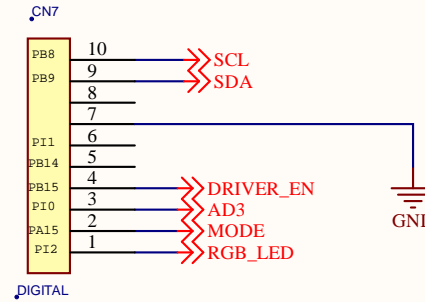 CN7
PB8 10 SCL
PB9 9 SDA
8
7
PI1 6
PB14 5
PB15 4 DRIVER_EN
PI0 3 AD3
PA15 2 MODE
PI2 1 RGB_LED
GND
DIGITAL